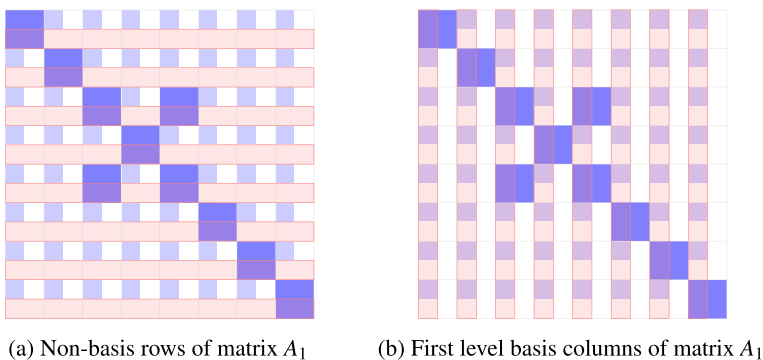 (a) Non-basis rows of matrix A₁
(b) First level basis columns of matrix A₁